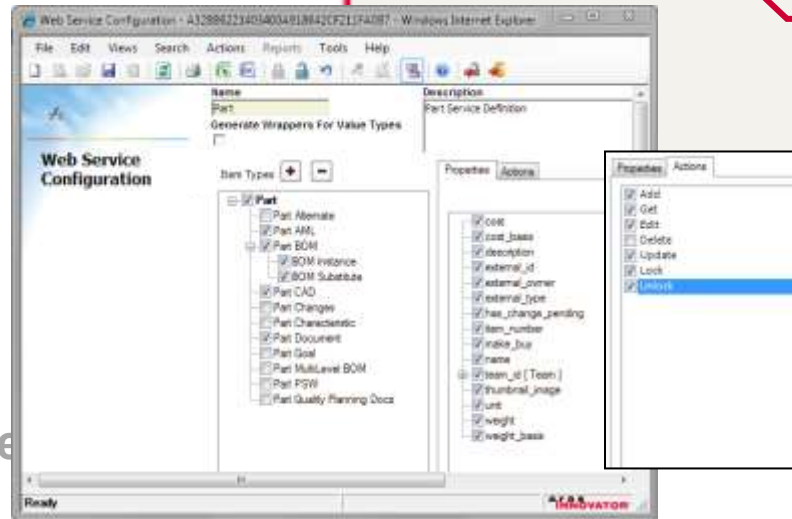 Web Service Configuration - A3288622340340049188420F211FA087 - Windows Internet Explorer
File Edit Views Search Actions Reports Tools Help
Name
Part
Generate Wrappers For Value Types
Description
Part Service Definition
Web Service
Configuration
Item Types
Part
Part Alternate
Part AML
Part BOM
BOM Instance
BOM Substitute
Part CAD
Part Changes
Part Characteristic
Part Document
Part Goal
Part MultiLevel BOM
Part PSW
Part Quality Planning Docs
Properties Actions
cost
cost_basis
description
external_id
external_owner
external_type
has_change_pending
item_number
make_buy
name
team_id [ Team ]
thumbnail_image
unit
weight
weight_basis
Properties Actions
Add
Get
Edit
Delete
Update
Lock
Unlock
e
Ready
aras
INNOVATOR